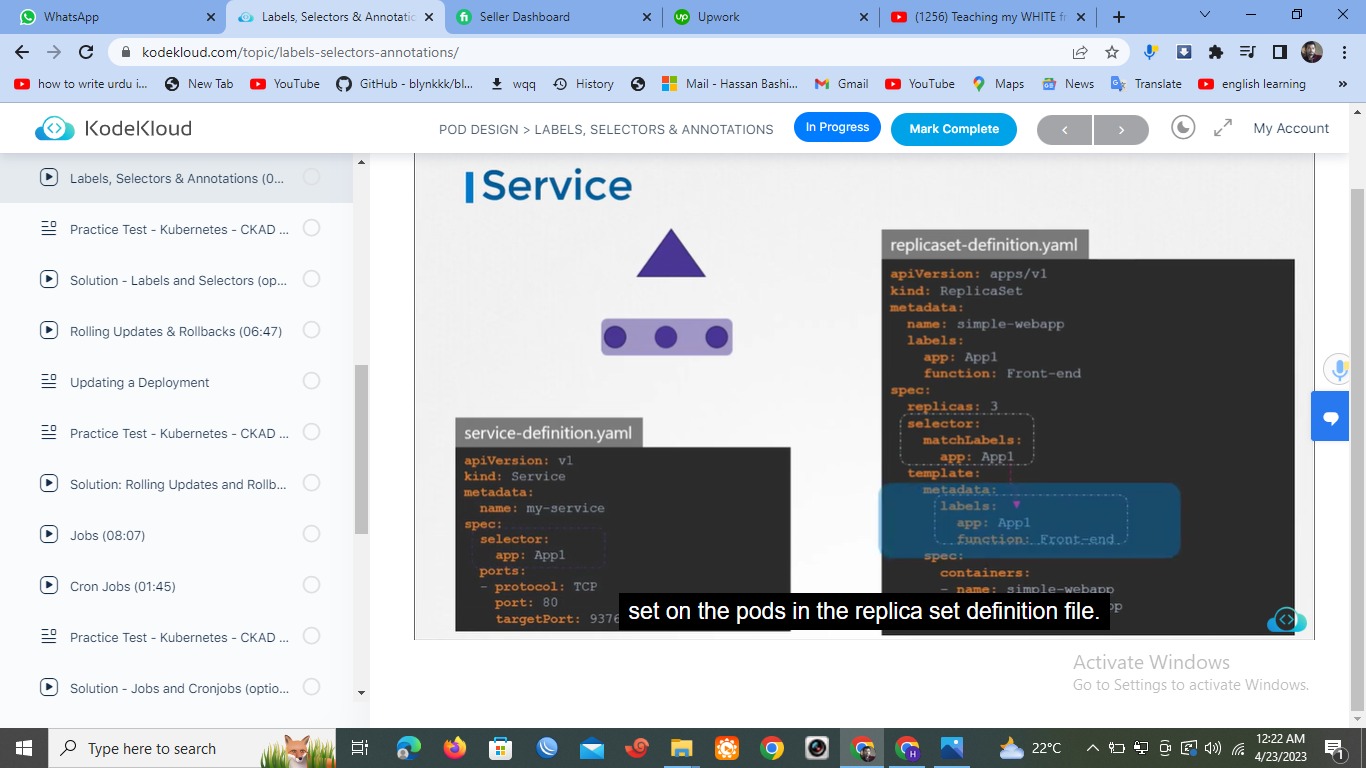 WhatsApp
Labels, Selectors & Annotatio
Seller Dashboard
Upwork
(1256) Teaching my WHITE fr
kodekloud.com/topic/labels-selectors-annotations/
how to write urdu i...
New Tab
YouTube
GitHub - blynkkk/bl...
wqq
History
Mail - Hassan Bashi...
Gmail
YouTube
Maps
News
Translate
english learning
»
KodeKloud
POD DESIGN > LABELS, SELECTORS & ANNOTATIONS
In Progress
Mark Complete
My Account
Labels, Selectors & Annotations (0...
Practice Test - Kubernetes - CKAD ...
Solution - Labels and Selectors (op...
Rolling Updates & Rollbacks (06:47)
Updating a Deployment
Practice Test - Kubernetes - CKAD ...
Solution: Rolling Updates and Rollb...
Jobs (08:07)
Cron Jobs (01:45)
Practice Test - Kubernetes - CKAD ...
Solution - Jobs and Cronjobs (optio...
Service
service-definition.yaml
apiVersion: v1
kind: Service
metadata:
name: my-service
spec:
selector:
app: App1
ports:
- protocol: TCP
port: 80
targetPort: 9376
replicaset-definition.yaml
apiVersion: apps/v1
kind: ReplicaSet
metadata:
name: simple-webapp
labels:
app: App1
function: Front-end
spec:
replicas: 3
selector:
matchLabels:
app: App1
template:
metadata:
labels:
app: App1
function: Front-end
spec:
containers:
- name: simple-webapp
set on the pods in the replica set definition file.
Activate Windows
Go to Settings to activate Windows.
Type here to search
22°C
12:22 AM
4/23/2023
1